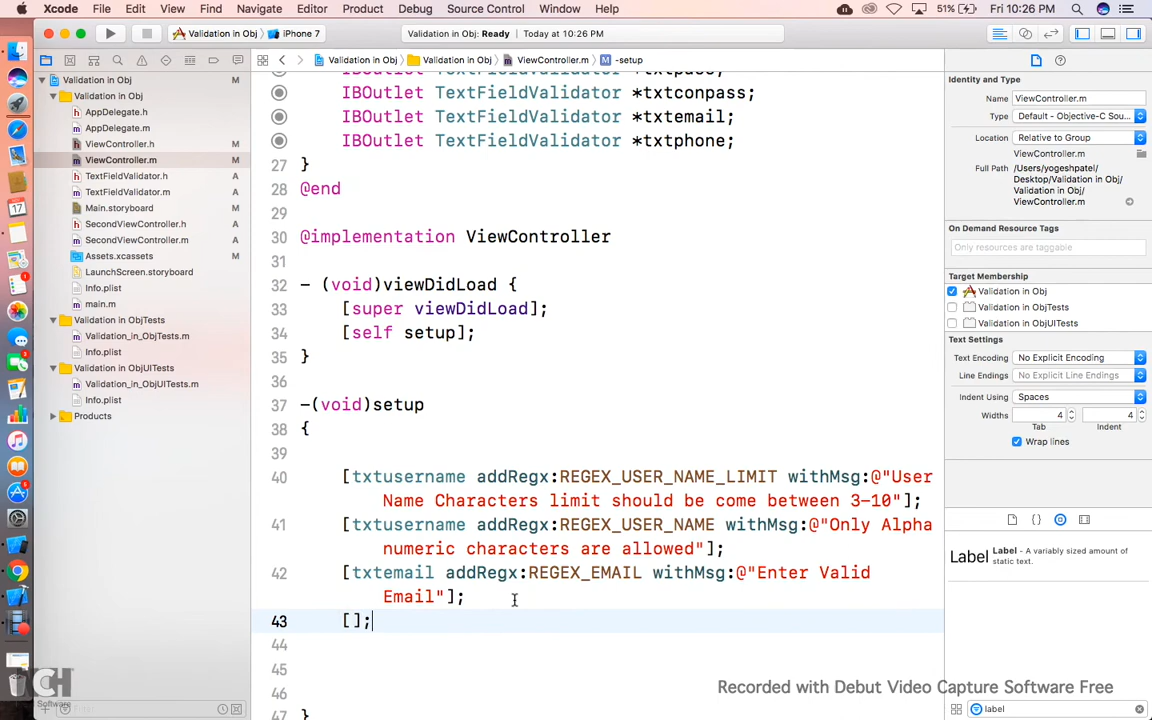 Xcode File Edit View Find Navigate Editor Product Debug Source Control Window Help 51% Fri 10:26 PM
Validation in Obj iPhone 7 Validation in Obj: Ready Today at 10:26 PM
Validation in Obj Validation in Obj ViewController.m M -setup
Validation in Obj M
Validation in Obj
AppDelegate.h
AppDelegate.m
ViewController.h M
ViewController.m M
TextFieldValidator.h A
TextFieldValidator.m A
Main.storyboard M
SecondViewController.h A
SecondViewController.m A
Assets.xcassets M
LaunchScreen.storyboard
Info.plist
main.m
Validation in ObjTests
Validation_in_ObjTests.m
Info.plist
Validation in ObjUITests
Validation_in_ObjUITests.m
Info.plist
Products
IBOutlet TextFieldValidator *txtpass;
IBOutlet TextFieldValidator *txtconpass;
IBOutlet TextFieldValidator *txtemail;
IBOutlet TextFieldValidator *txtphone;
27 }
28 @end
29
30 @implementation ViewController
31
32 - (void)viewDidLoad {
33 [super viewDidLoad];
34 [self setup];
35 }
36
37 -(void)setup
38 {
39
40 [txtusername addRegx:REGEX_USER_NAME_LIMIT withMsg:@"User
Name Characters limit should be come between 3-10"];
41 [txtusername addRegx:REGEX_USER_NAME withMsg:@"Only Alpha
numeric characters are allowed"];
42 [txtemail addRegx:REGEX_EMAIL withMsg:@"Enter Valid
Email"];
43 [];
44
45
46
}
Identity and Type
Name ViewController.m
Type Default - Objective-C Sou...
Location Relative to Group
ViewController.m
Full Path /Users/yogeshpatel/
Desktop/Validation in Obj/
Validation in Obj/
ViewController.m
On Demand Resource Tags
Only resources are taggable
Target Membership
Validation in Obj
Validation in ObjTests
Validation in ObjUITests
Text Settings
Text Encoding No Explicit Encoding
Line Endings No Explicit Line Endings
Indent Using Spaces
Widths 4 4
Tab Indent
Wrap lines
Label Label - A variably sized amount of
static text.
label
Filter
NCH
Software
Recorded with Debut Video Capture Software Free